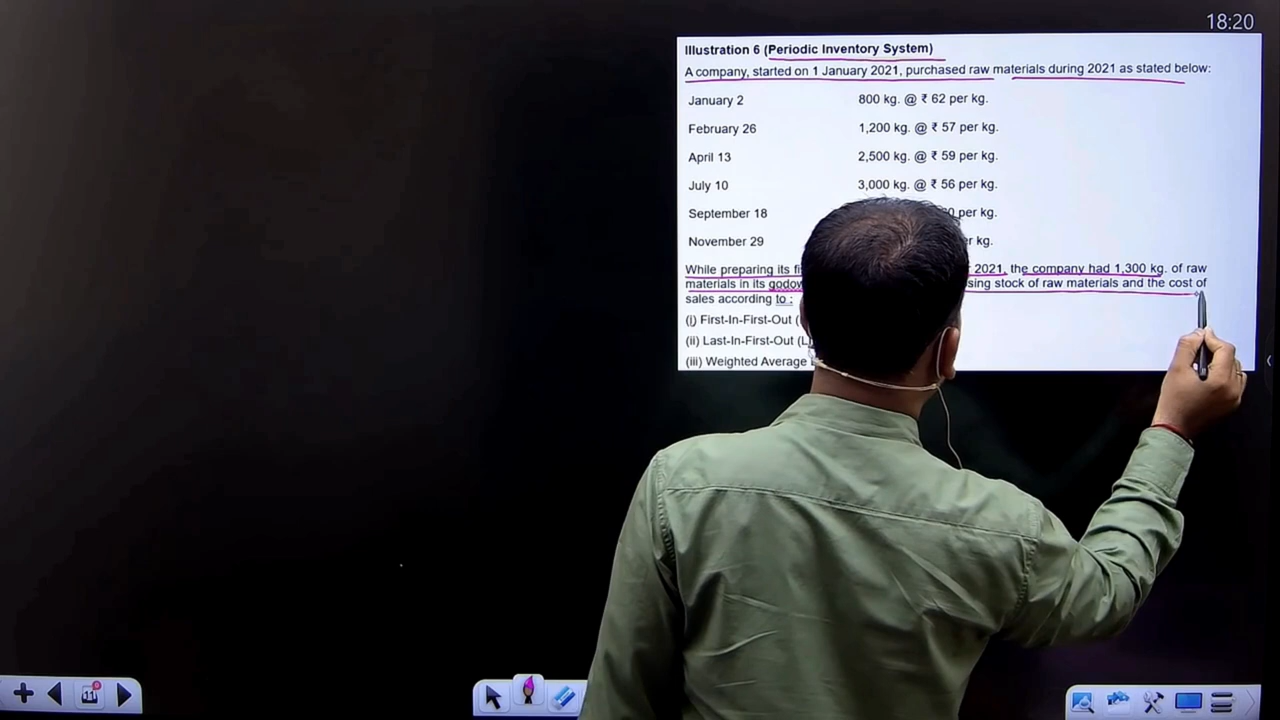 18:20
Illustration 6 (Periodic Inventory System)
A company, started on 1 January 2021, purchased raw materials during 2021 as stated below:
January 2 800 kg. @ ₹ 62 per kg.
February 26 1,200 kg. @ ₹ 57 per kg.
April 13 2,500 kg. @ ₹ 59 per kg.
July 10 3,000 kg. @ ₹ 56 per kg.
September 18 per kg.
November 29 kg.
While preparing its 2021, the company had 1,300 kg. of raw
materials in its stock of raw materials and the cost of
sales according to :
(i) First-In-First-Out
(ii) Last-In-First-Out
(iii) Weighted Average
11